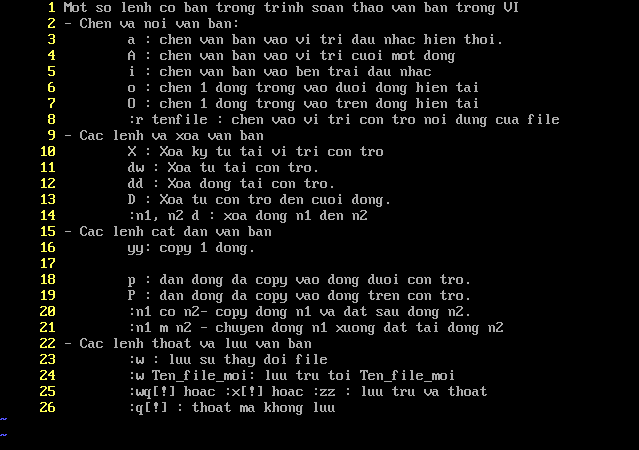 1 Mot so lenh co ban trong trinh soan thao van ban trong VI
2 - Chen va noi van ban:
3 a : chen van ban vao vi tri dau nhac hien thoi.
4 A : chen van ban vao vi tri cuoi mot dong
5 i : chen van ban vao ben trai dau nhac
6 o : chen 1 dong trong vao duoi dong hien tai
7 O : chen 1 dong trong vao tren dong hien tai
8 :r tenfile : chen vao vi tri con tro noi dung cua file
9 - Cac lenh va xoa van ban
10 X : Xoa ky tu tai vi tri con tro
11 dw : Xoa tu tai con tro.
12 dd : Xoa dong tai con tro.
13 D : Xoa tu con tro den cuoi dong.
14 :n1, n2 d : xoa dong n1 den n2
15 - Cac lenh cat dan van ban
16 yy: copy 1 dong.
17
18 p : dan dong da copy vao dong duoi con tro.
19 P : dan dong da copy vao dong tren con tro.
20 :n1 co n2- copy dong n1 va dat sau dong n2.
21 :n1 m n2 - chuyen dong n1 xuong dat tai dong n2
22 - Cac lenh thoat va luu van ban
23 :w : luu su thay doi file
24 :w Ten_file_moi: luu tru toi Ten_file_moi
25 :wq[!] hoac :x[!] hoac :zz : luu tru va thoat
26 :q[!] : thoat ma khong luu
~
~